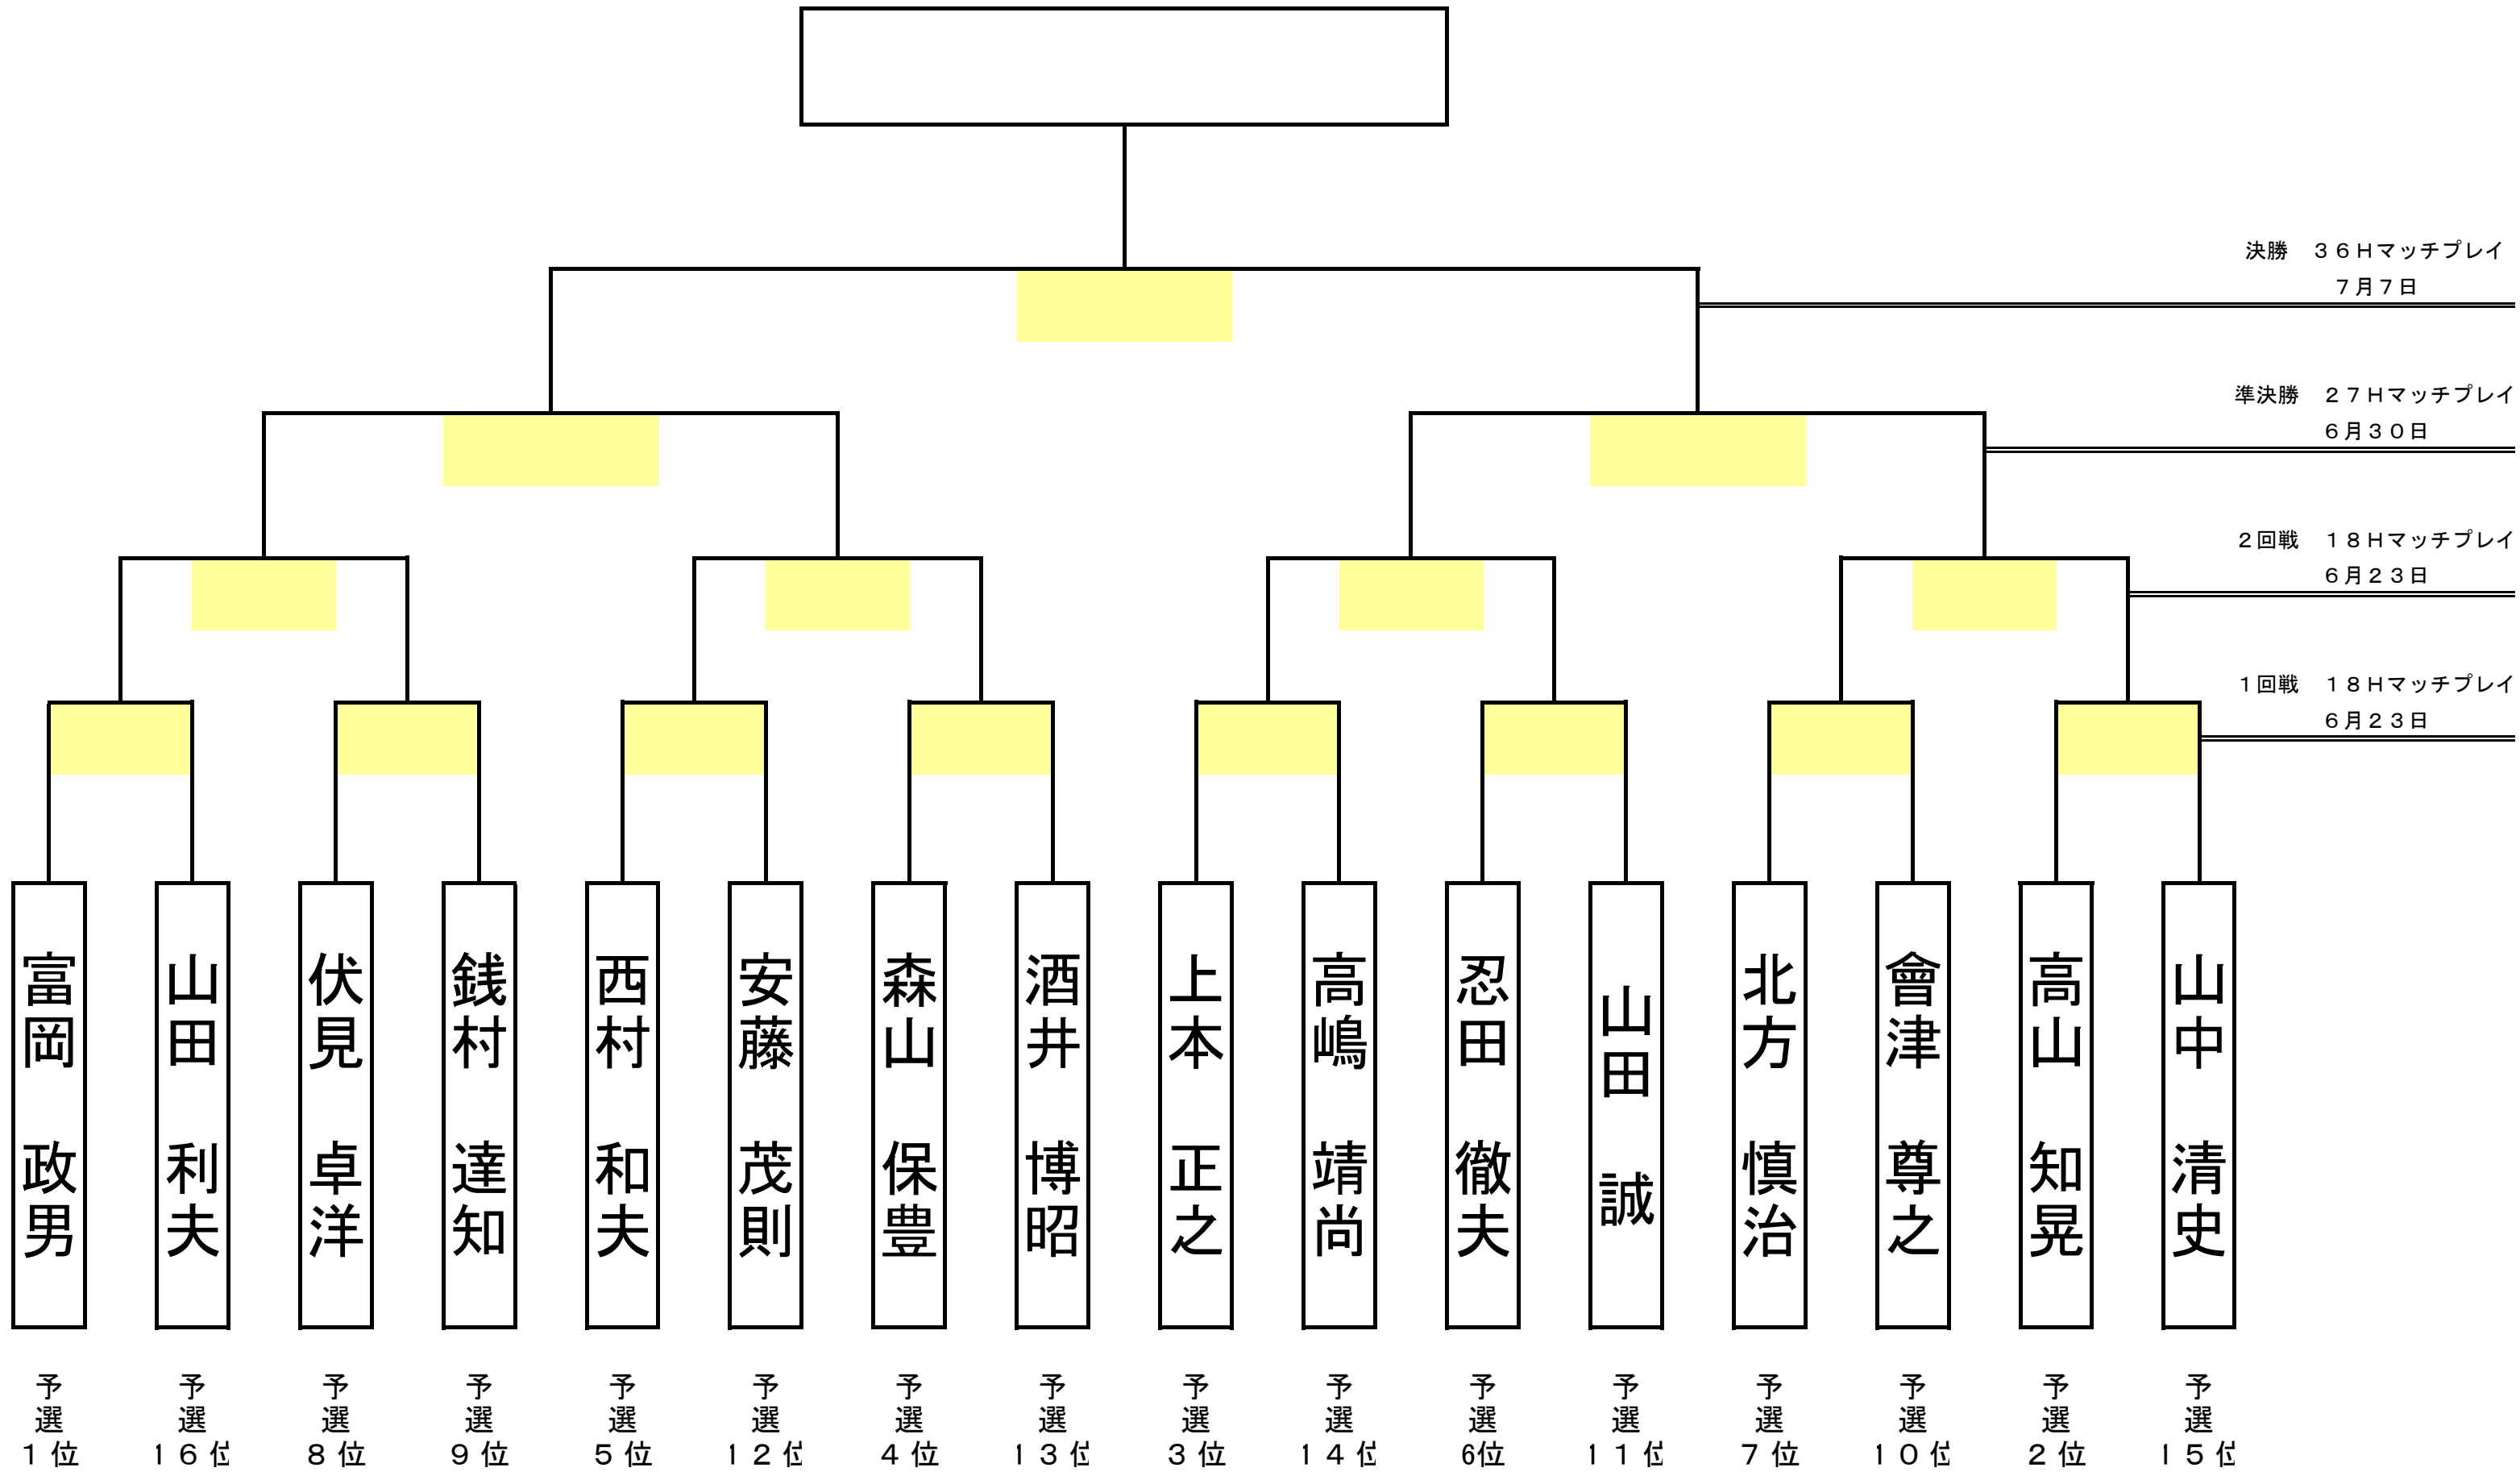 決勝　３６Ｈマッチプレイ
７月７日
準決勝　２７Ｈマッチプレイ
６月３０日
２回戦　１８Ｈマッチプレイ
６月２３日
１回戦　１８Ｈマッチプレイ
６月２３日
富岡　政男
山田　利夫
伏見　卓洋
銭村　達知
西村　和夫
安藤　茂則
森山　保豊
酒井　博昭
上本　正之
高嶋　靖尚
忍田　徹夫
山田　誠
北方　慎治
會津　尊之
高山　知晃
山中　清史
予選１位
予選１６位
予選８位
予選９位
予選５位
予選１２位
予選４位
予選１３位
予選３位
予選１４位
予選6位
予選１１位
予選７位
予選１０位
予選２位
予選１５位